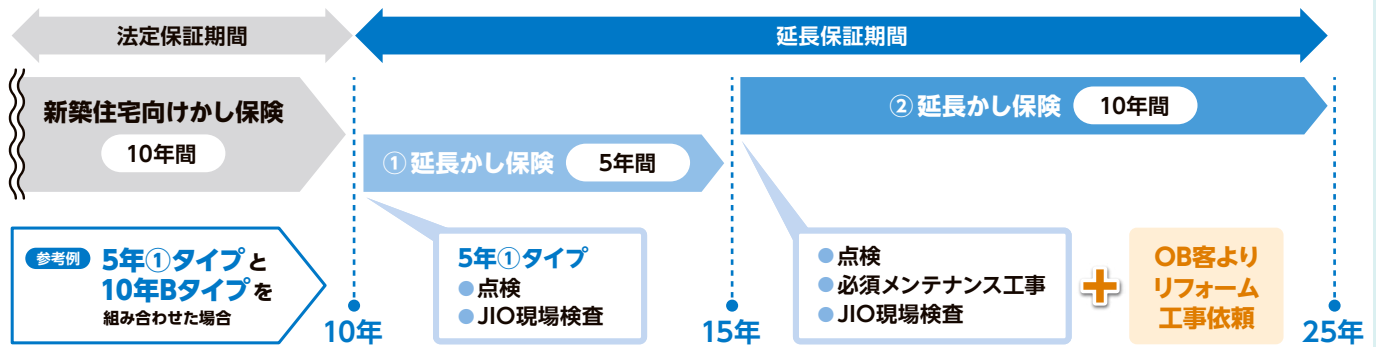 法定保証期間
延長保証期間
新築住宅向けかし保険
10年間
①延長かし保険 5年間
②延長かし保険 10年間
参考例 5年①タイプと
10年Bタイプを
組み合わせた場合
10年
5年①タイプ
●点検
●JIO現場検査
15年
●点検
●必須メンテナンス工事
●JIO現場検査
+
OB客より
リフォーム
工事依頼
25年